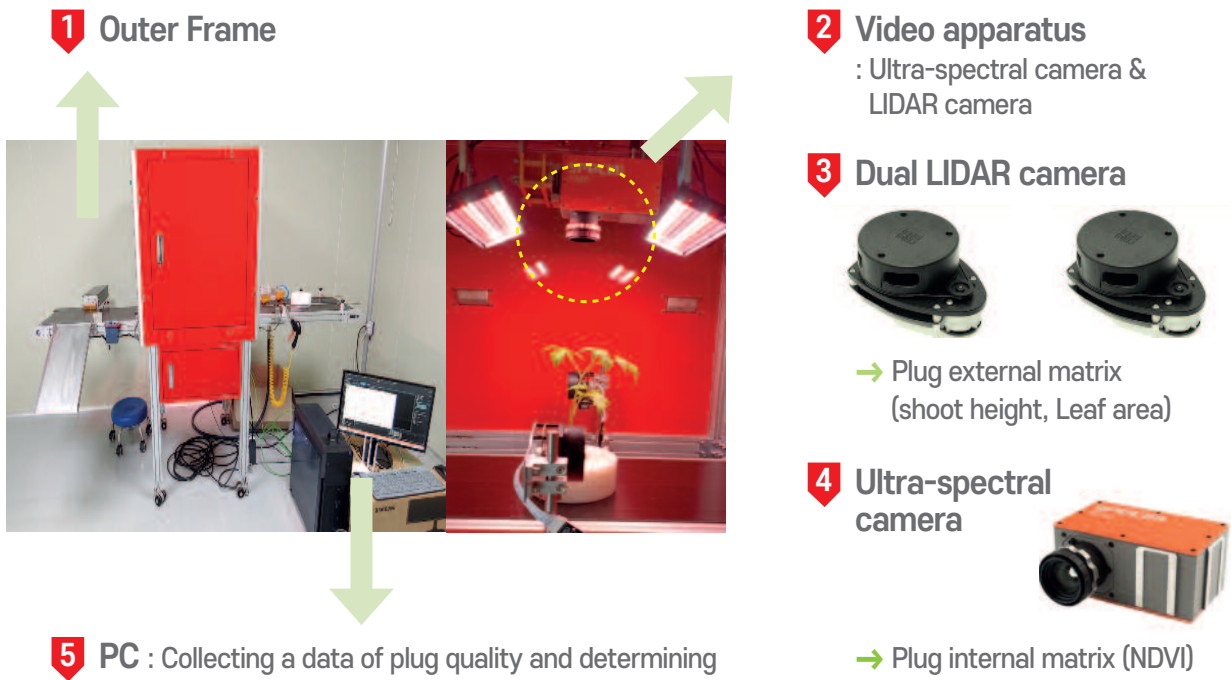 1 Outer Frame
2 Video apparatus
: Ultra-spectral camera &
LIDAR camera
3 Dual LIDAR camera
→ Plug external matrix
(shoot height, Leaf area)
4 Ultra-spectral
camera
→ Plug internal matrix (NDVI)
5 PC : Collecting a data of plug quality and determining